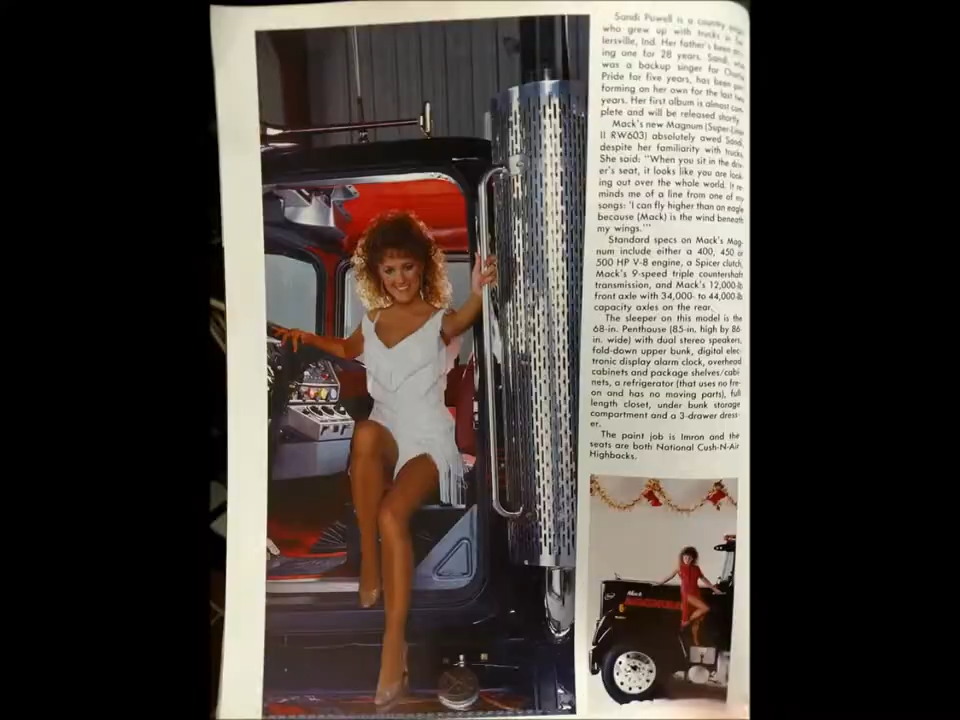 Sandi Powell is a country singer
who grew up with trucks in
lersville, Ind. Her father's been
ing one for 28 years. Sandi, who
was a backup singer for Charlie
Pride for five years, has been per-
forming on her own for the last two
years. Her first album is almost com-
plete and will be released shortly.
Mack's new Magnum (Super-Liner
II RW603) absolutely awed Sandi,
despite her familiarity with trucks.
She said: "When you sit in the driv-
er's seat, it looks like you are look-
ing out over the whole world. It re-
minds me of a line from one of my
songs: 'I can fly higher than an eagle
because (Mack) is the wind beneath
my wings.'"
Standard specs on Mack's Mag-
num include either a 400, 450 or
500 HP V-8 engine, a Spicer clutch,
Mack's 9-speed triple countershaft
transmission, and Mack's 12,000-lb
front axle with 34,000- to 44,000-lb
capacity axles on the rear.
The sleeper on this model is the
68-in. Penthouse (85-in. high by 86
in. wide) with dual stereo speakers,
fold-down upper bunk, digital elec-
tronic display alarm clock, overhead
cabinets and package shelves/cabi
nets, a refrigerator (that uses no fre-
on and has no moving parts), full
length closet, under bunk storage
compartment and a 3-drawer dress-
er.
The paint job is Imron and the
seats are both National Cush-N-Air
Highbacks.
Mack